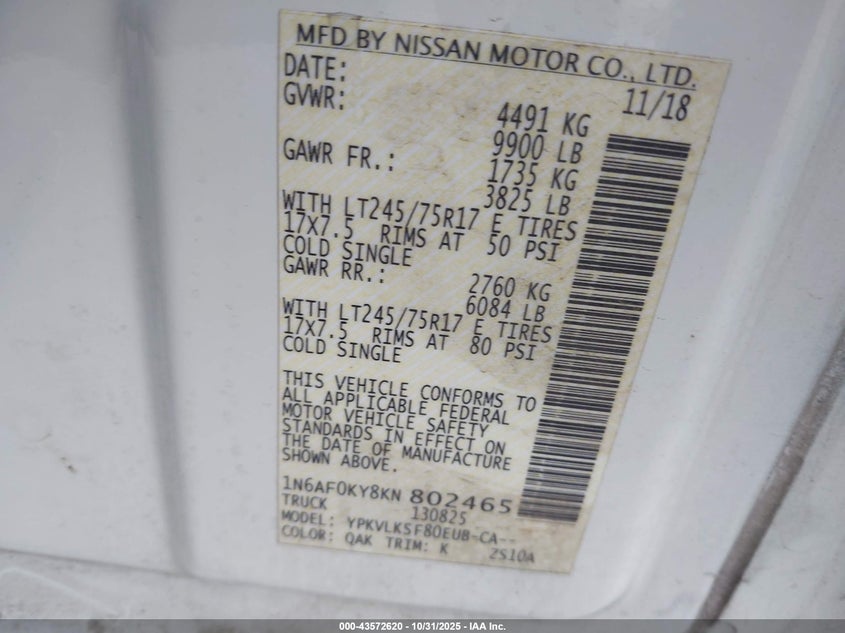 MFD BY NISSAN MOTOR CO., LTD.
DATE: 11/18
GVWR: 4491 KG
9900 LB
GAWR FR.: 1735 KG
3825 LB
WITH LT245/75R17 E TIRES
17X7.5 RIMS AT 50 PSI
COLD SINGLE
GAWR RR.: 2760 KG
6084 LB
WITH LT245/75R17 E TIRES
17X7.5 RIMS AT 80 PSI
COLD SINGLE
THIS VEHICLE CONFORMS TO
ALL APPLICABLE FEDERAL
MOTOR VEHICLE SAFETY
STANDARDS IN EFFECT ON
THE DATE OF MANUFACTURE
SHOWN ABOVE.
1N6AF0KY8KN 802465
TRUCK 130825
MODEL: YPKVLKSF80EUB-CA--
COLOR: QAK TRIM: K 2S10A
000-43572620 - 10/31/2025 - IAA Inc.